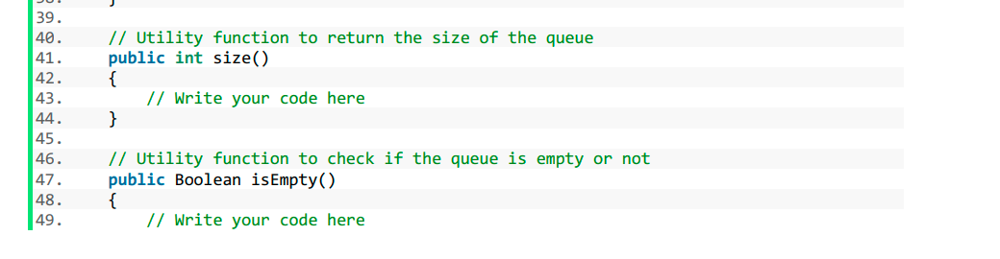 39.
40. // Utility function to return the size of the queue
41. public int size()
42. {
43. // Write your code here
44. }
45.
46. // Utility function to check if the queue is empty or not
47. public Boolean isEmpty()
48. {
49. // Write your code here